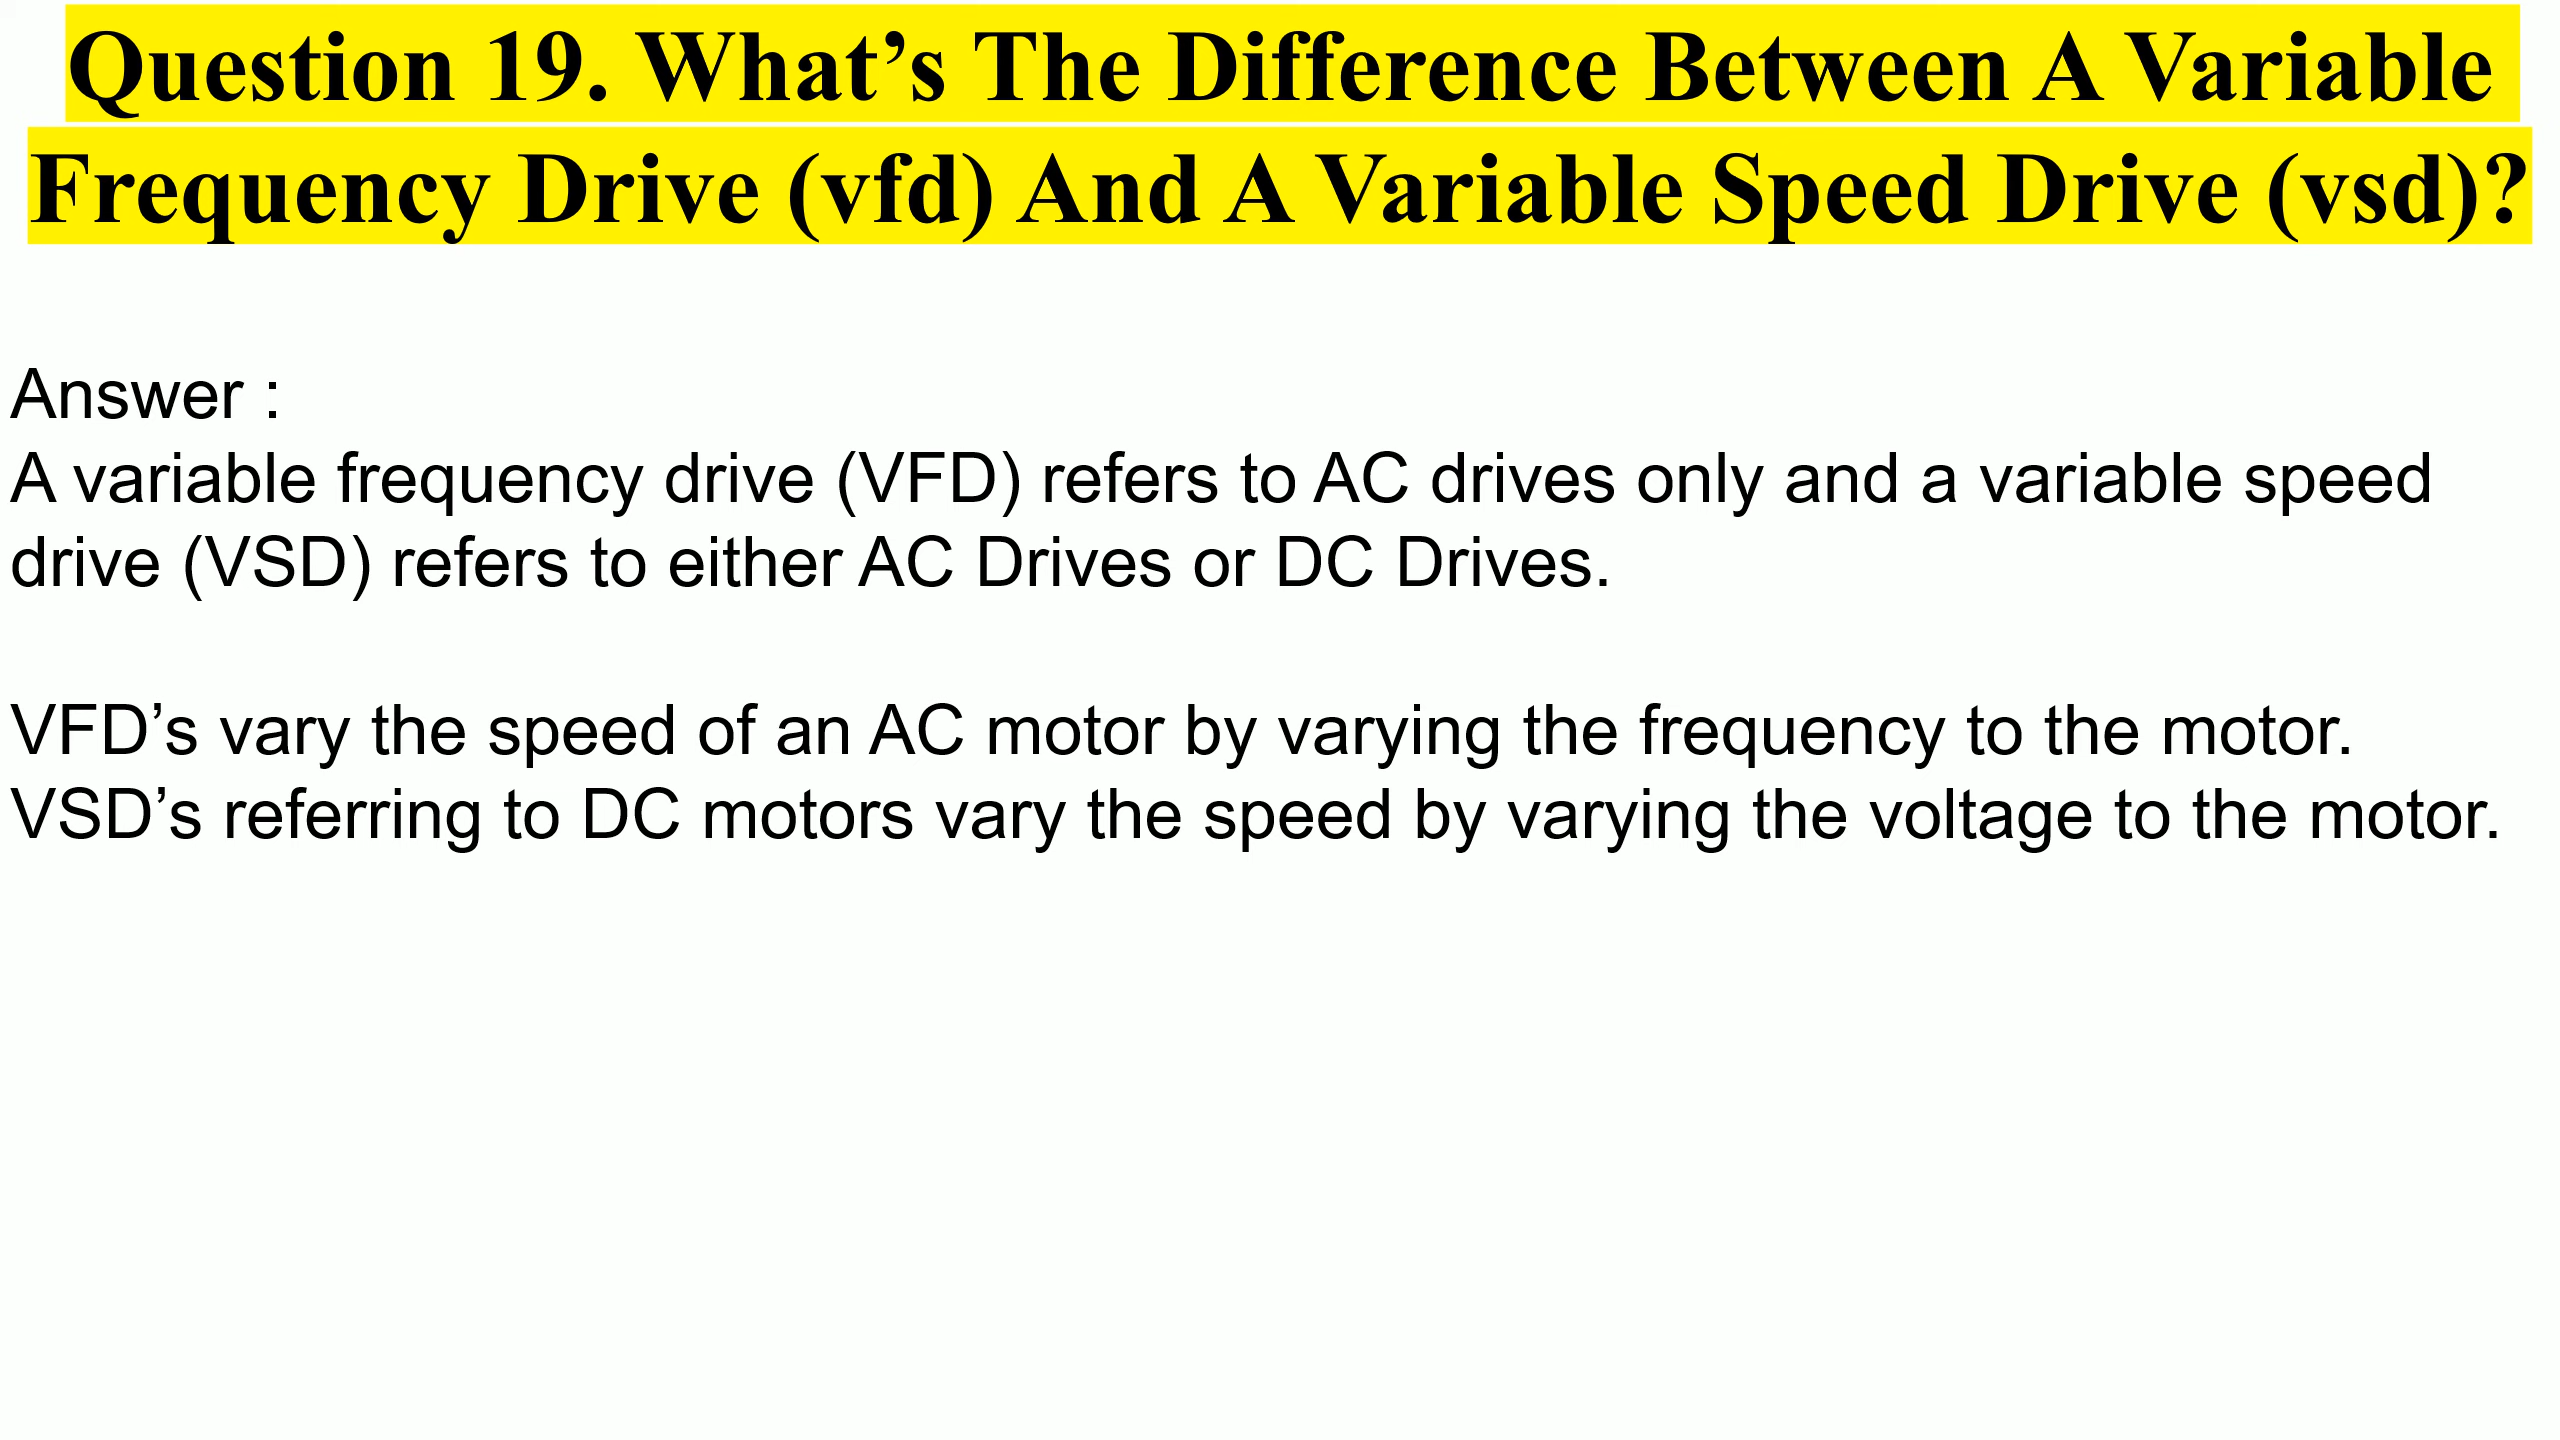 Question 19. What’s The Difference Between A Variable
Frequency Drive (vfd) And A Variable Speed Drive (vsd)?
Answer :
A variable frequency drive (VFD) refers to AC drives only and a variable speed
drive (VSD) refers to either AC Drives or DC Drives.
VFD’s vary the speed of an AC motor by varying the frequency to the motor.
VSD’s referring to DC motors vary the speed by varying the voltage to the motor.